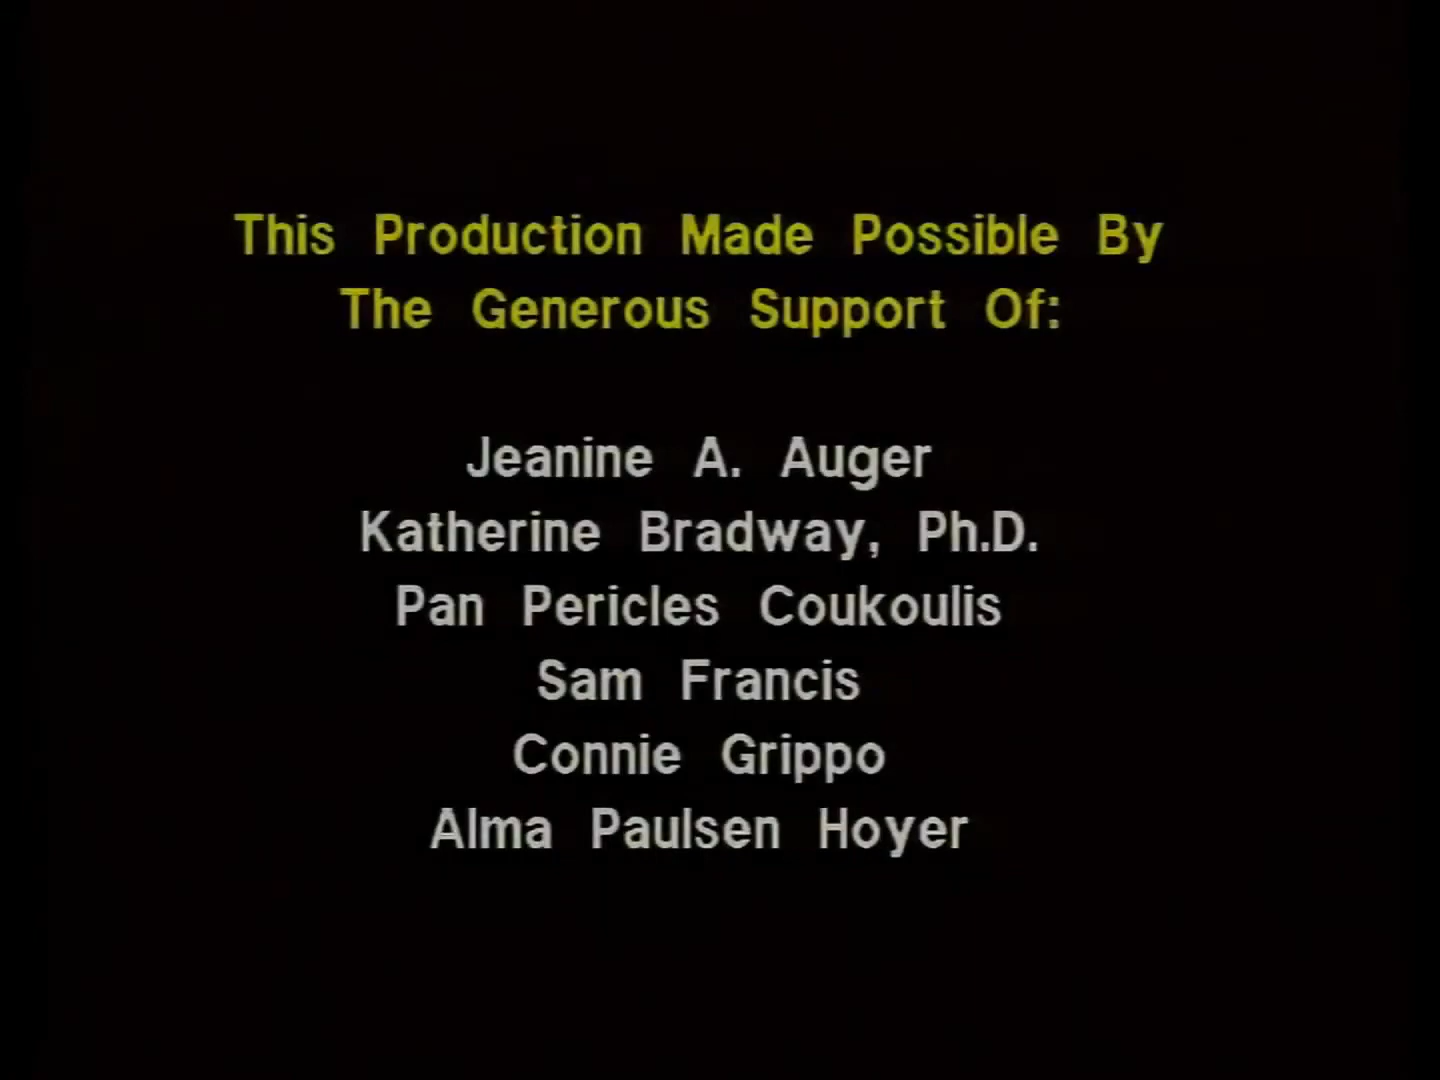 This Production Made Possible By
The Generous Support Of:
Jeanine A. Auger
Katherine Bradway, Ph.D.
Pan Pericles Coukoulis
Sam Francis
Connie Grippo
Alma Paulsen Hoyer